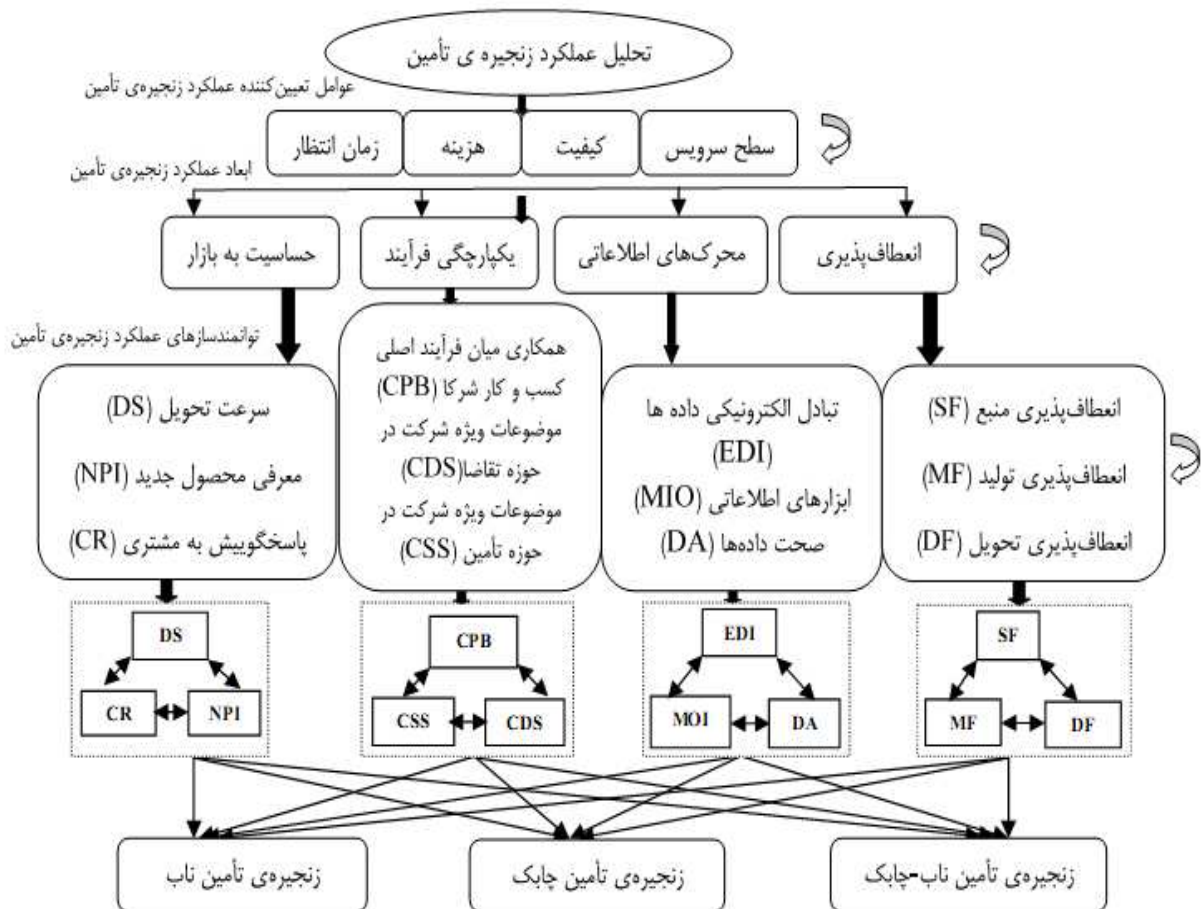 تحلیل عملکرد زنجیره ی تأمین
عوامل تعیین‌کننده عملکرد زنجیره‌ی تأمین
سطح سرویس
کیفیت
هزینه
زمان انتظار
ابعاد عملکرد زنجیره‌ی تأمین
انعطاف‌پذیری
محرک‌های اطلاعاتی
یکپارچگی فرآیند
حساسیت به بازار
توانمندسازهای عملکرد زنجیره‌ی تأمین
انعطاف‌پذیری منبع (SF)
انعطاف‌پذیری تولید (MF)
انعطاف‌پذیری تحویل (DF)
تبادل الکترونیکی داده ها
(EDI)
ابزارهای اطلاعاتی (MIO)
صحت داده‌ها (DA)
همکاری میان فرآیند اصلی
کسب و کار شرکا (CPB)
موضوعات ویژه شرکت در
حوزه تقاضا(CDS)
موضوعات ویژه شرکت در
حوزه تأمین (CSS)
سرعت تحویل (DS)
معرفی محصول جدید (NPI)
پاسخگوییش به مشتری (CR)
SF
MF
DF
EDI
MOI
DA
CPB
CSS
CDS
DS
CR
NPI
زنجیره‌ی تأمین ناب-چابک
زنجیره‌ی تأمین چابک
زنجیره‌ی تأمین ناب